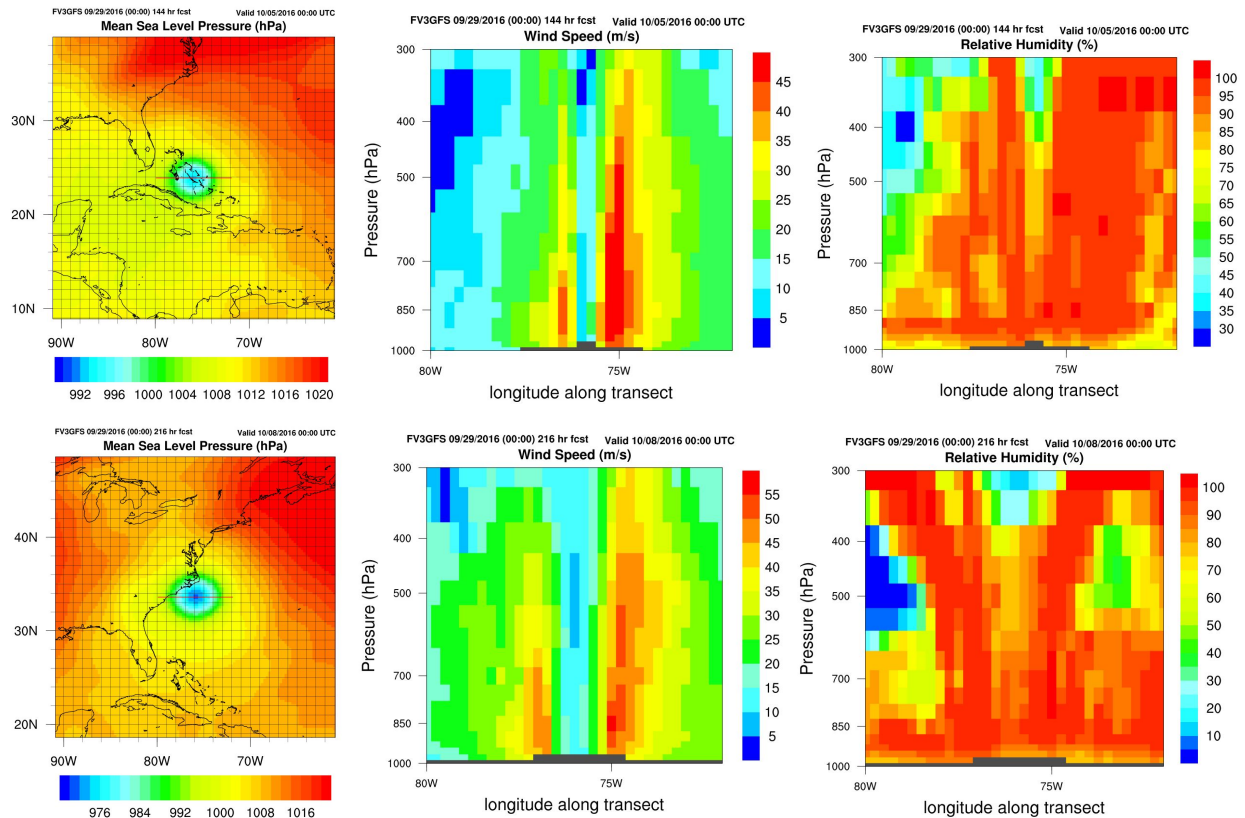 FV3GFS 09/29/2016 (00:00) 144 hr fcst Valid 10/05/2016 00:00 UTC
Mean Sea Level Pressure (hPa)
30N
20N
10N
90W 80W 70W
992 996 1000 1004 1008 1012 1016 1020
FV3GFS 09/29/2016 (00:00) 144 hr fcst Valid 10/05/2016 00:00 UTC
Wind Speed (m/s)
Pressure (hPa)
300
400
500
700
850
1000
80W 75W
longitude along transect
45
40
35
30
25
20
15
10
5
FV3GFS 09/29/2016 (00:00) 144 hr fcst Valid 10/05/2016 00:00 UTC
Relative Humidity (%)
Pressure (hPa)
300
400
500
700
850
1000
80W 75W
longitude along transect
100
95
90
85
80
75
70
65
60
55
50
45
40
35
30
FV3GFS 09/29/2016 (00:00) 216 hr fcst Valid 10/08/2016 00:00 UTC
Mean Sea Level Pressure (hPa)
40N
30N
20N
90W 80W 70W
976 984 992 1000 1008 1016
FV3GFS 09/29/2016 (00:00) 216 hr fcst Valid 10/08/2016 00:00 UTC
Wind Speed (m/s)
Pressure (hPa)
300
400
500
700
850
1000
80W 75W
longitude along transect
55
50
45
40
35
30
25
20
15
10
5
FV3GFS 09/29/2016 (00:00) 216 hr fcst Valid 10/08/2016 00:00 UTC
Relative Humidity (%)
Pressure (hPa)
300
400
500
700
850
1000
80W 75W
longitude along transect
100
90
80
70
60
50
40
30
20
10